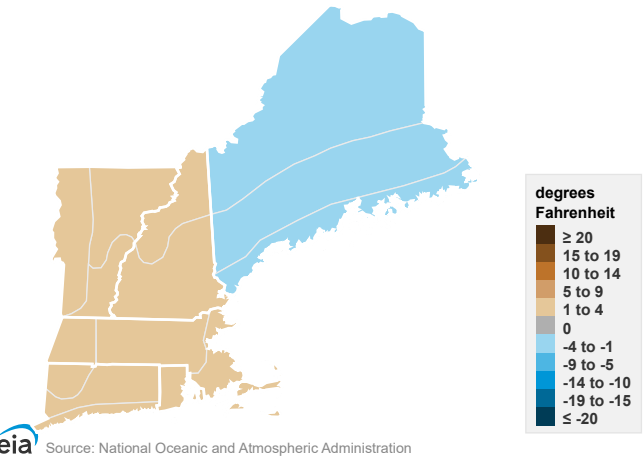 degrees
Fahrenheit
≥ 20
15 to 19
10 to 14
5 to 9
1 to 4
0
-4 to -1
-9 to -5
-14 to -10
-19 to -15
≤ -20
eia Source: National Oceanic and Atmospheric Administration